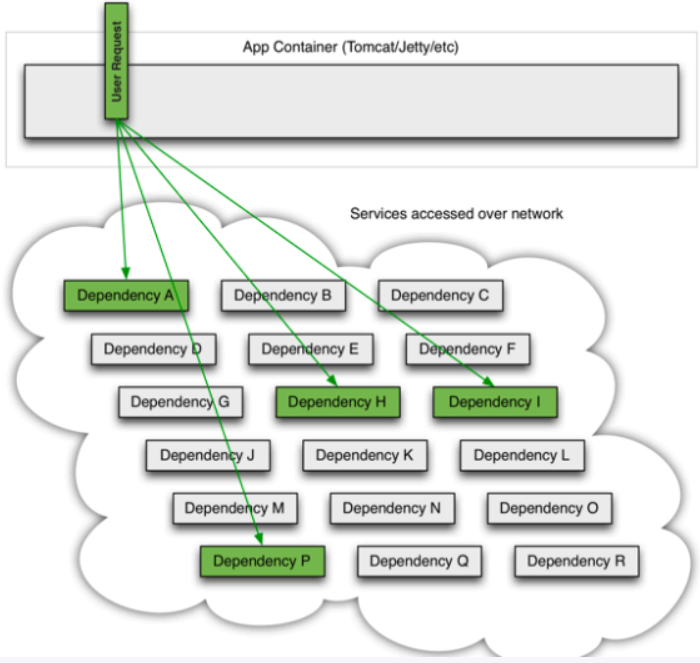 User Request
App Container (Tomcat/Jetty/etc)
Services accessed over network
Dependency A
Dependency B
Dependency C
Dependency D
Dependency E
Dependency F
Dependency G
Dependency H
Dependency I
Dependency J
Dependency K
Dependency L
Dependency M
Dependency N
Dependency O
Dependency P
Dependency Q
Dependency R